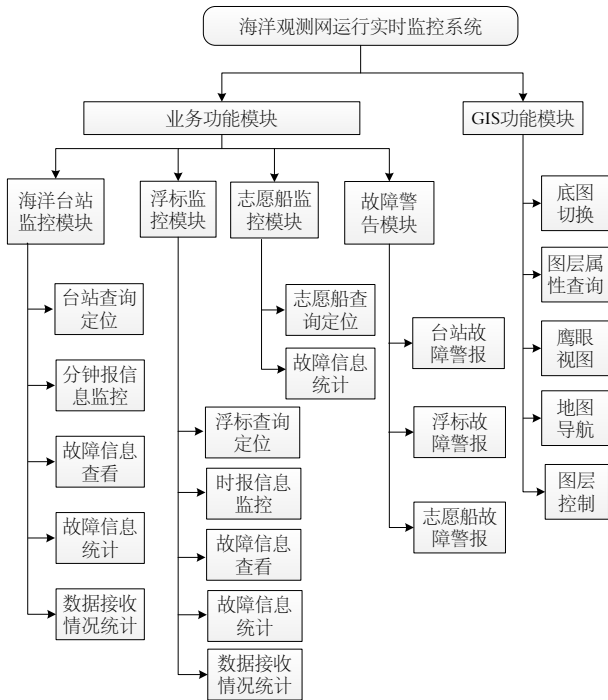 海洋观测网运行实时监控系统
业务功能模块
GIS功能模块
海洋台站
监控模块
浮标监
控模块
志愿船监
控模块
故障警
告模块
台站查询
定位
分钟报信
息监控
故障信息
查看
故障信息
统计
数据接收
情况统计
浮标查询
定位
时报信息
监控
故障信息
查看
故障信息
统计
数据接收
情况统计
志愿船查
询定位
故障信息
统计
台站故
障警报
浮标故
障警报
志愿船故
障警报
底图
切换
图层属
性查询
鹰眼
视图
地图
导航
图层
控制